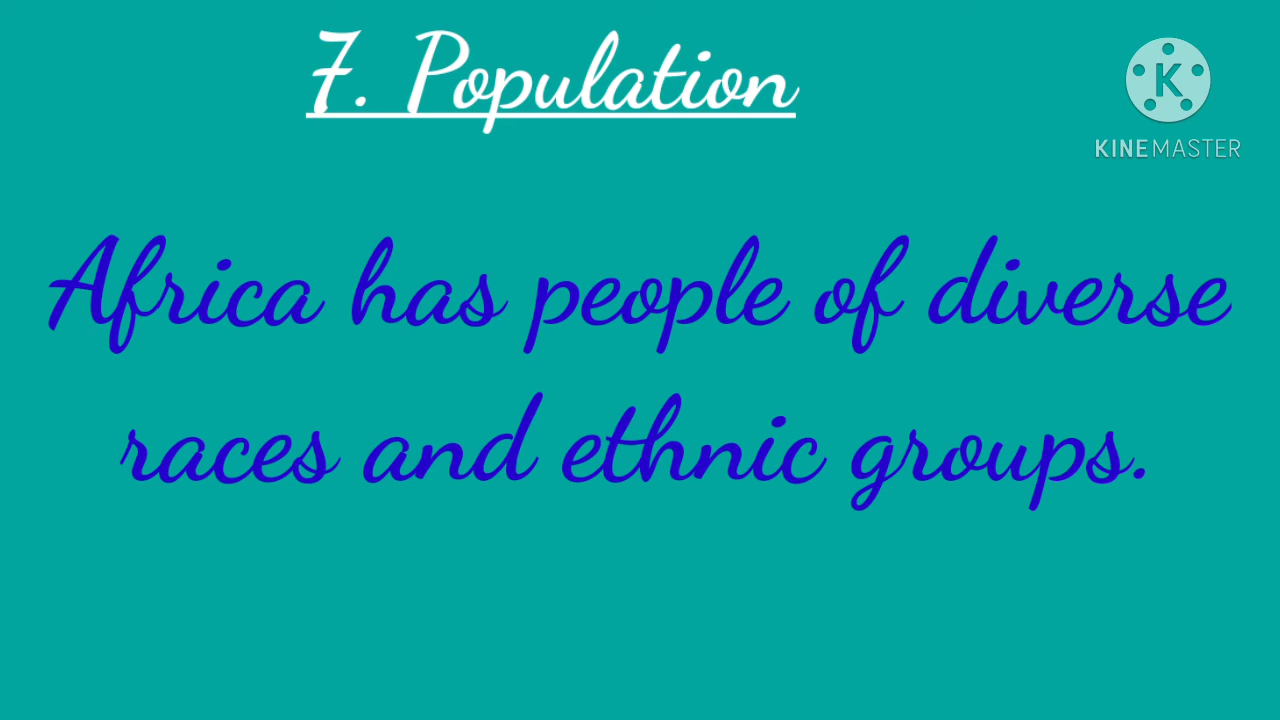 7. Population
K
KINEMASTER
Africa has people of diverse
races and ethnic groups.